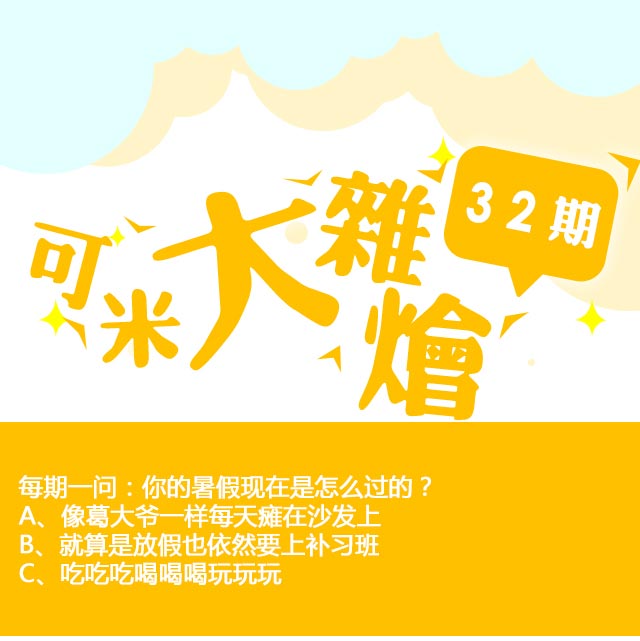 可米大雜燴
32期
每期一问：你的暑假现在是怎么过的？
A、像葛大爷一样每天瘫在沙发上
B、就算是放假也依然要上补习班
C、吃吃吃喝喝喝玩玩玩